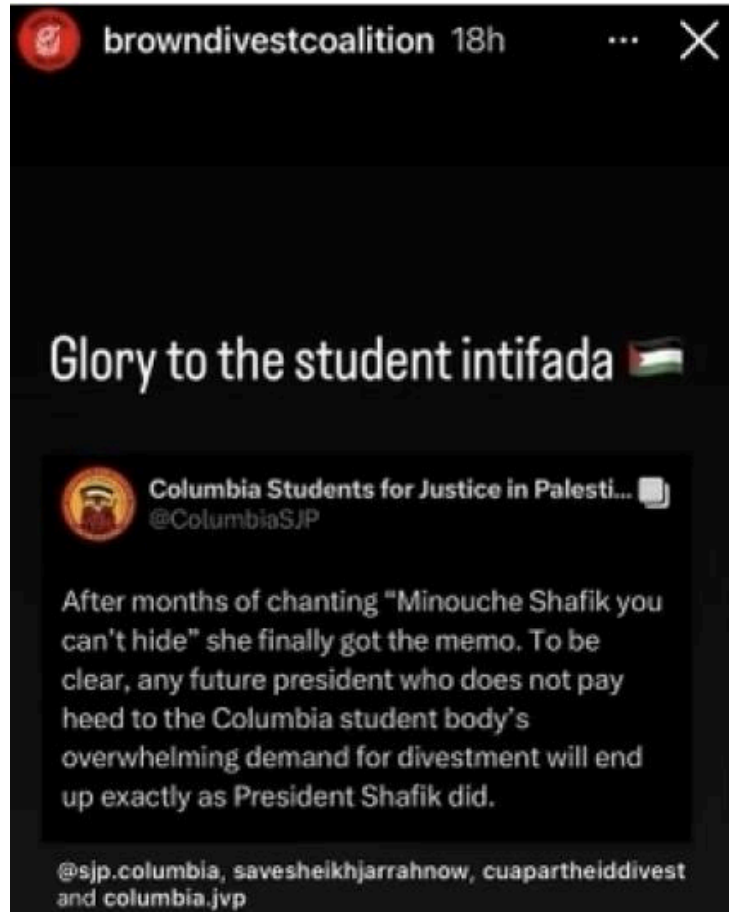 browndivestcoalition 18h ...
Glory to the student intifada
Columbia Students for Justice in Palesti...
@ColumbiaSJP
After months of chanting “Minouche Shafik you
can't hide” she finally got the memo. To be
clear, any future president who does not pay
heed to the Columbia student body's
overwhelming demand for divestment will end
up exactly as President Shafik did.
@sjp.columbia, savesheikhjarrahnow, cuapartheiddivest
and columbia.jvp